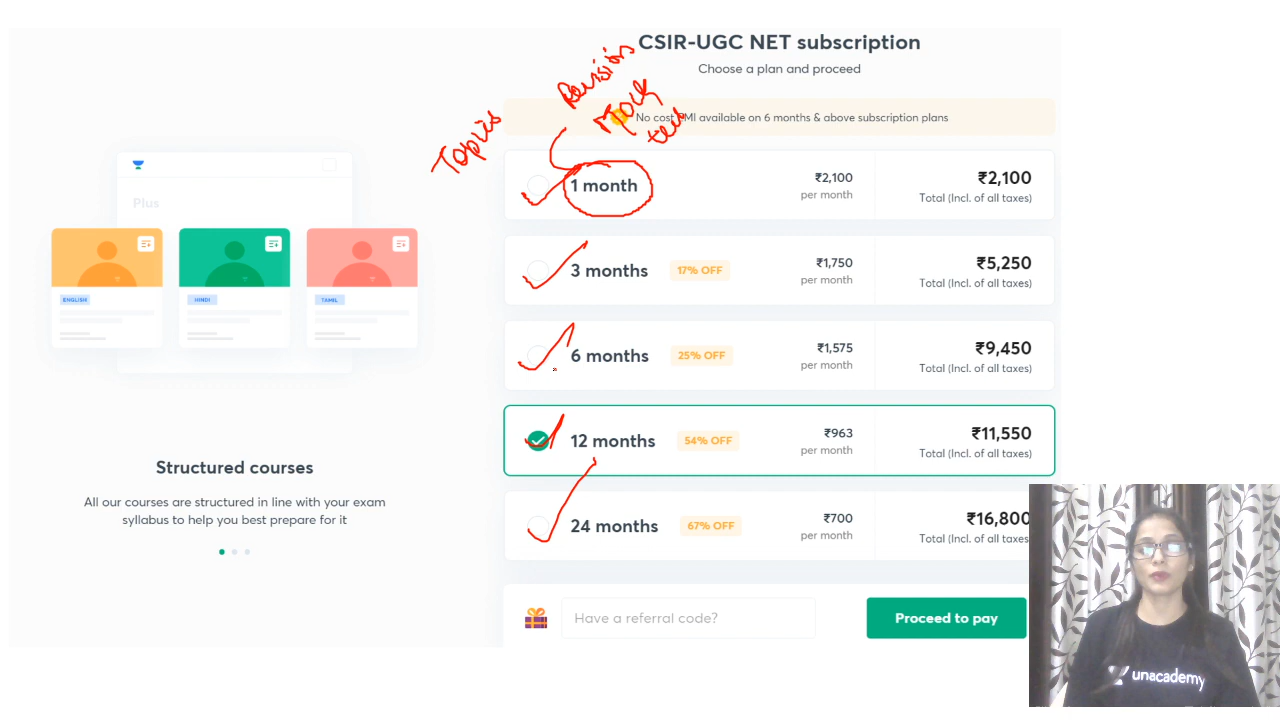 CSIR-UGC NET subscription
Choose a plan and proceed
Revision
Mock
test
Topics
No cost EMI available on 6 months & above subscription plans
1 month
₹2,100
per month
₹2,100
Total (Incl. of all taxes)
Plus
3 months
17% OFF
₹1,750
per month
₹5,250
Total (Incl. of all taxes)
ENGLISH
HINDI
TAMIL
6 months
25% OFF
₹1,575
per month
₹9,450
Total (Incl. of all taxes)
12 months
54% OFF
₹963
per month
₹11,550
Total (Incl. of all taxes)
Structured courses
All our courses are structured in line with your exam
syllabus to help you best prepare for it
24 months
67% OFF
₹700
per month
₹16,800
Total (Incl. of all taxes)
Have a referral code?
Proceed to pay
unacademy